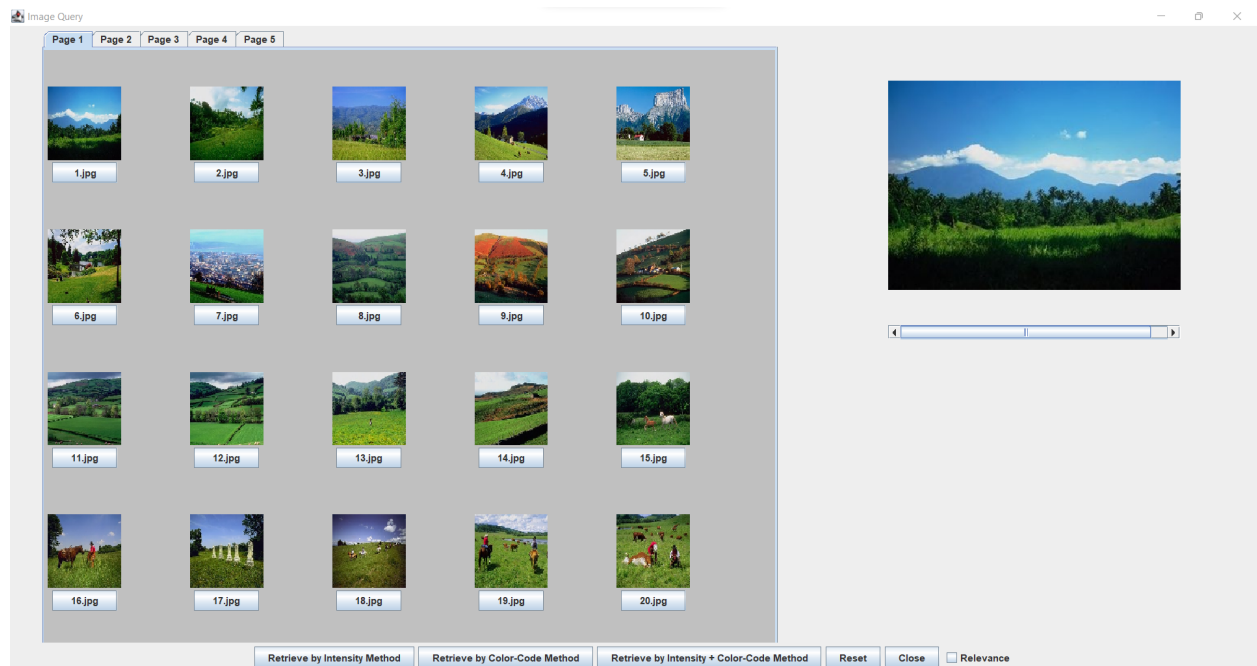 Image Query
Page 1 Page 2 Page 3 Page 4 Page 5
1.jpg 2.jpg 3.jpg 4.jpg 5.jpg
6.jpg 7.jpg 8.jpg 9.jpg 10.jpg
11.jpg 12.jpg 13.jpg 14.jpg 15.jpg
16.jpg 17.jpg 18.jpg 19.jpg 20.jpg
Retrieve by Intensity Method Retrieve by Color-Code Method Retrieve by Intensity + Color-Code Method Reset Close Relevance